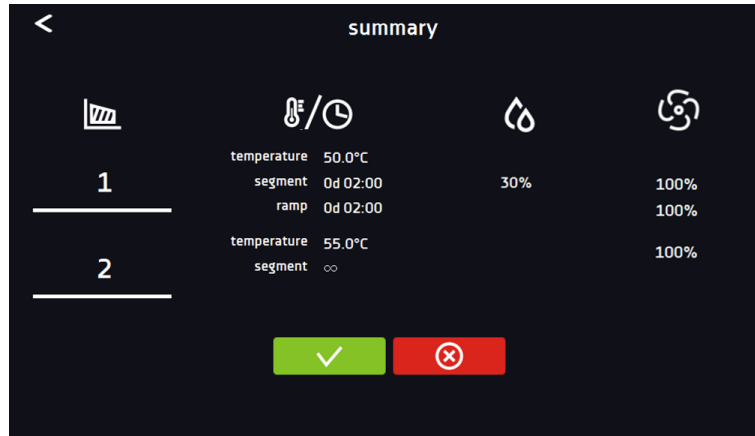 summary
temperature 50.0°C
1 segment 0d 02:00 30% 100%
ramp 0d 02:00 100%
temperature 55.0°C 100%
2 segment ∞